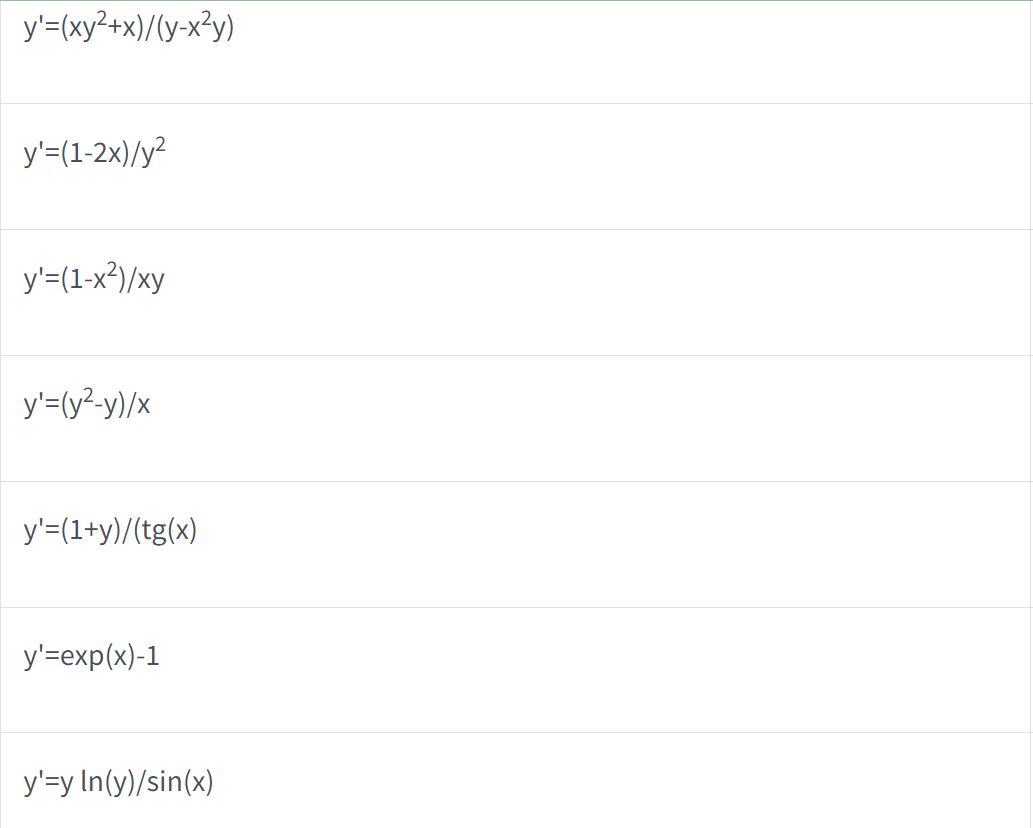 y'=(xy²+x)/(y-x²y)
y'=(1-2x)/y²
y'=(1-x²)/xy
y'=(y²-y)/x
y'=(1+y)/(tg(x)
y'=exp(x)-1
y'=y ln(y)/sin(x)